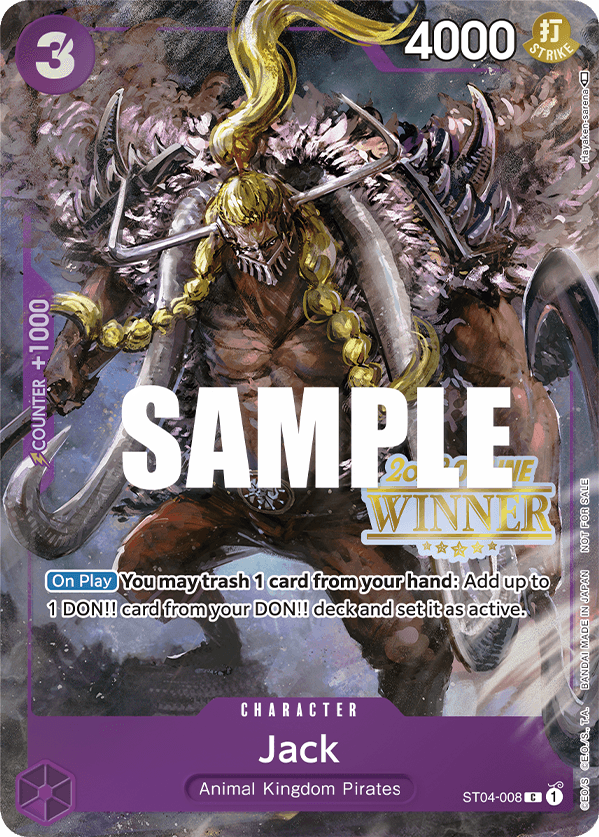 3
4000
打
STRIKE
COUNTER +1000
SAMPLE
WINNER
On Play You may trash 1 card from your hand: Add up to
1 DON!! card from your DON!! deck and set it as active.
CHARACTER
Jack
Animal Kingdom Pirates
ST04-008 C 1
BANDAI MADE IN JAPAN NOT FOR SALE